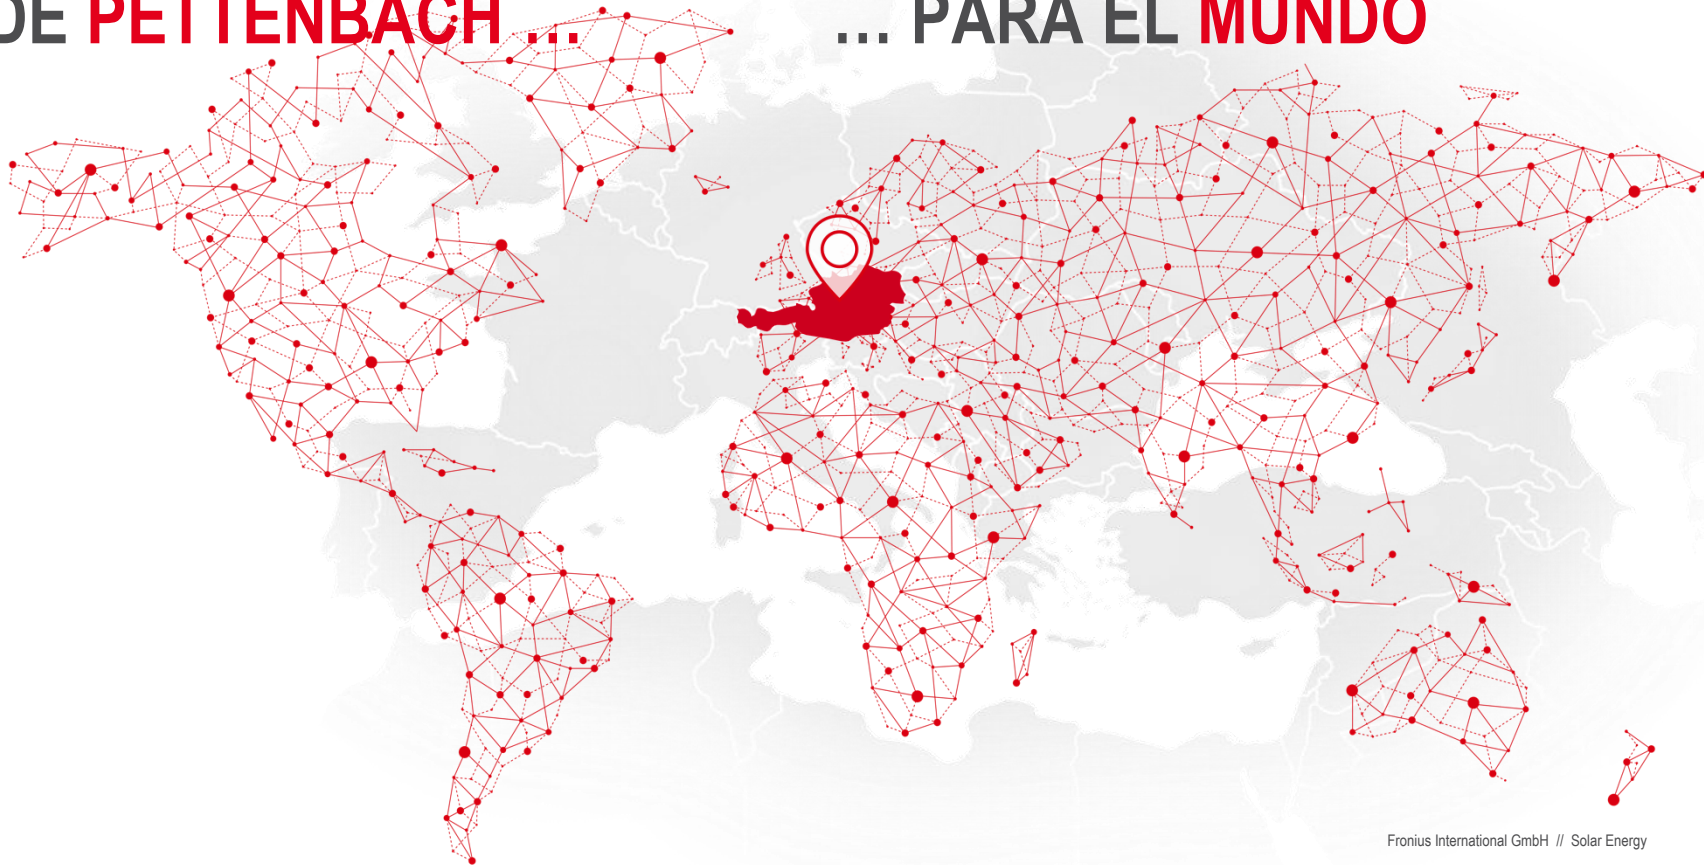 DE PETTENBACH ... ... PARA EL MUNDO
Fronius International GmbH // Solar Energy